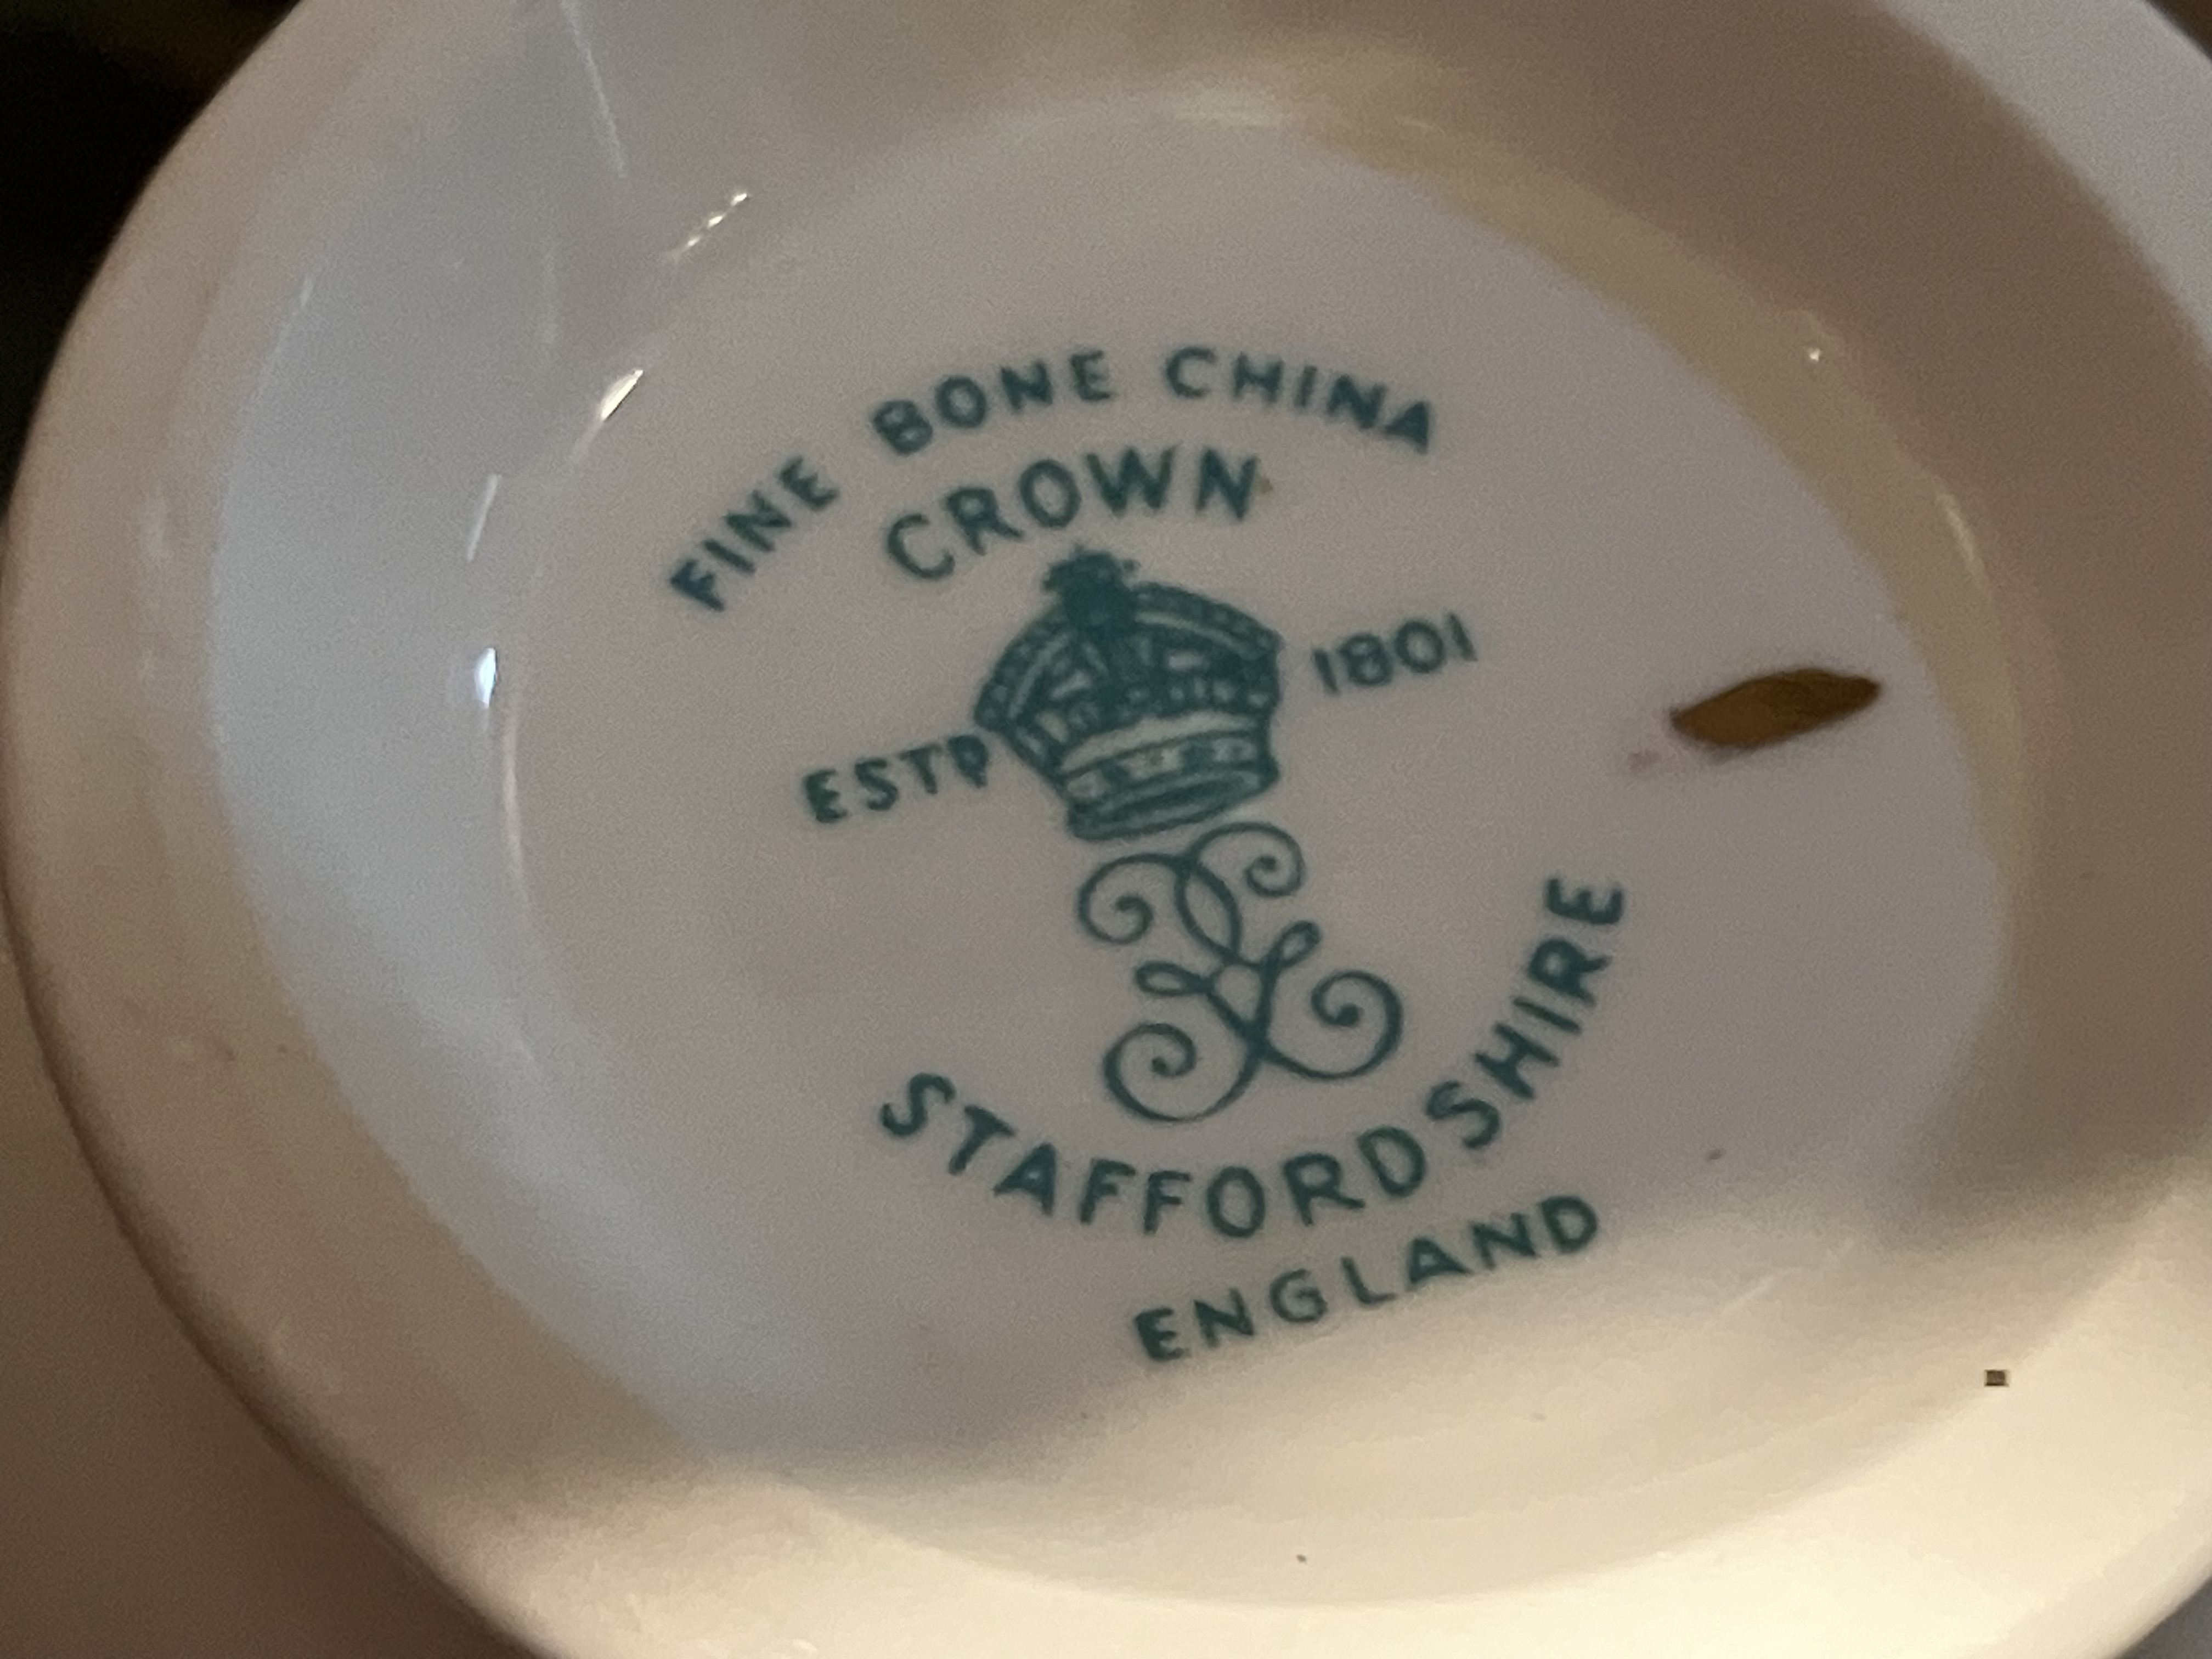 FINE BONE CHINA
CROWN
ESTD 1801
STAFFORDSHIRE
ENGLAND